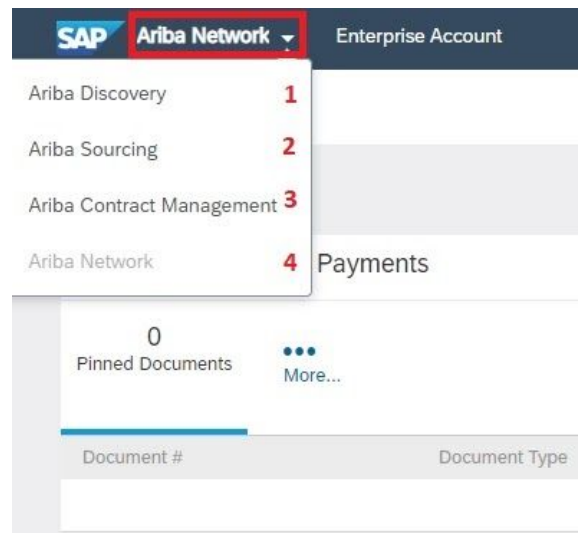 SAP Ariba Network Enterprise Account
Ariba Discovery 1
Ariba Sourcing 2
Ariba Contract Management 3
Ariba Network 4
Payments
0
Pinned Documents
More...
Document # Document Type